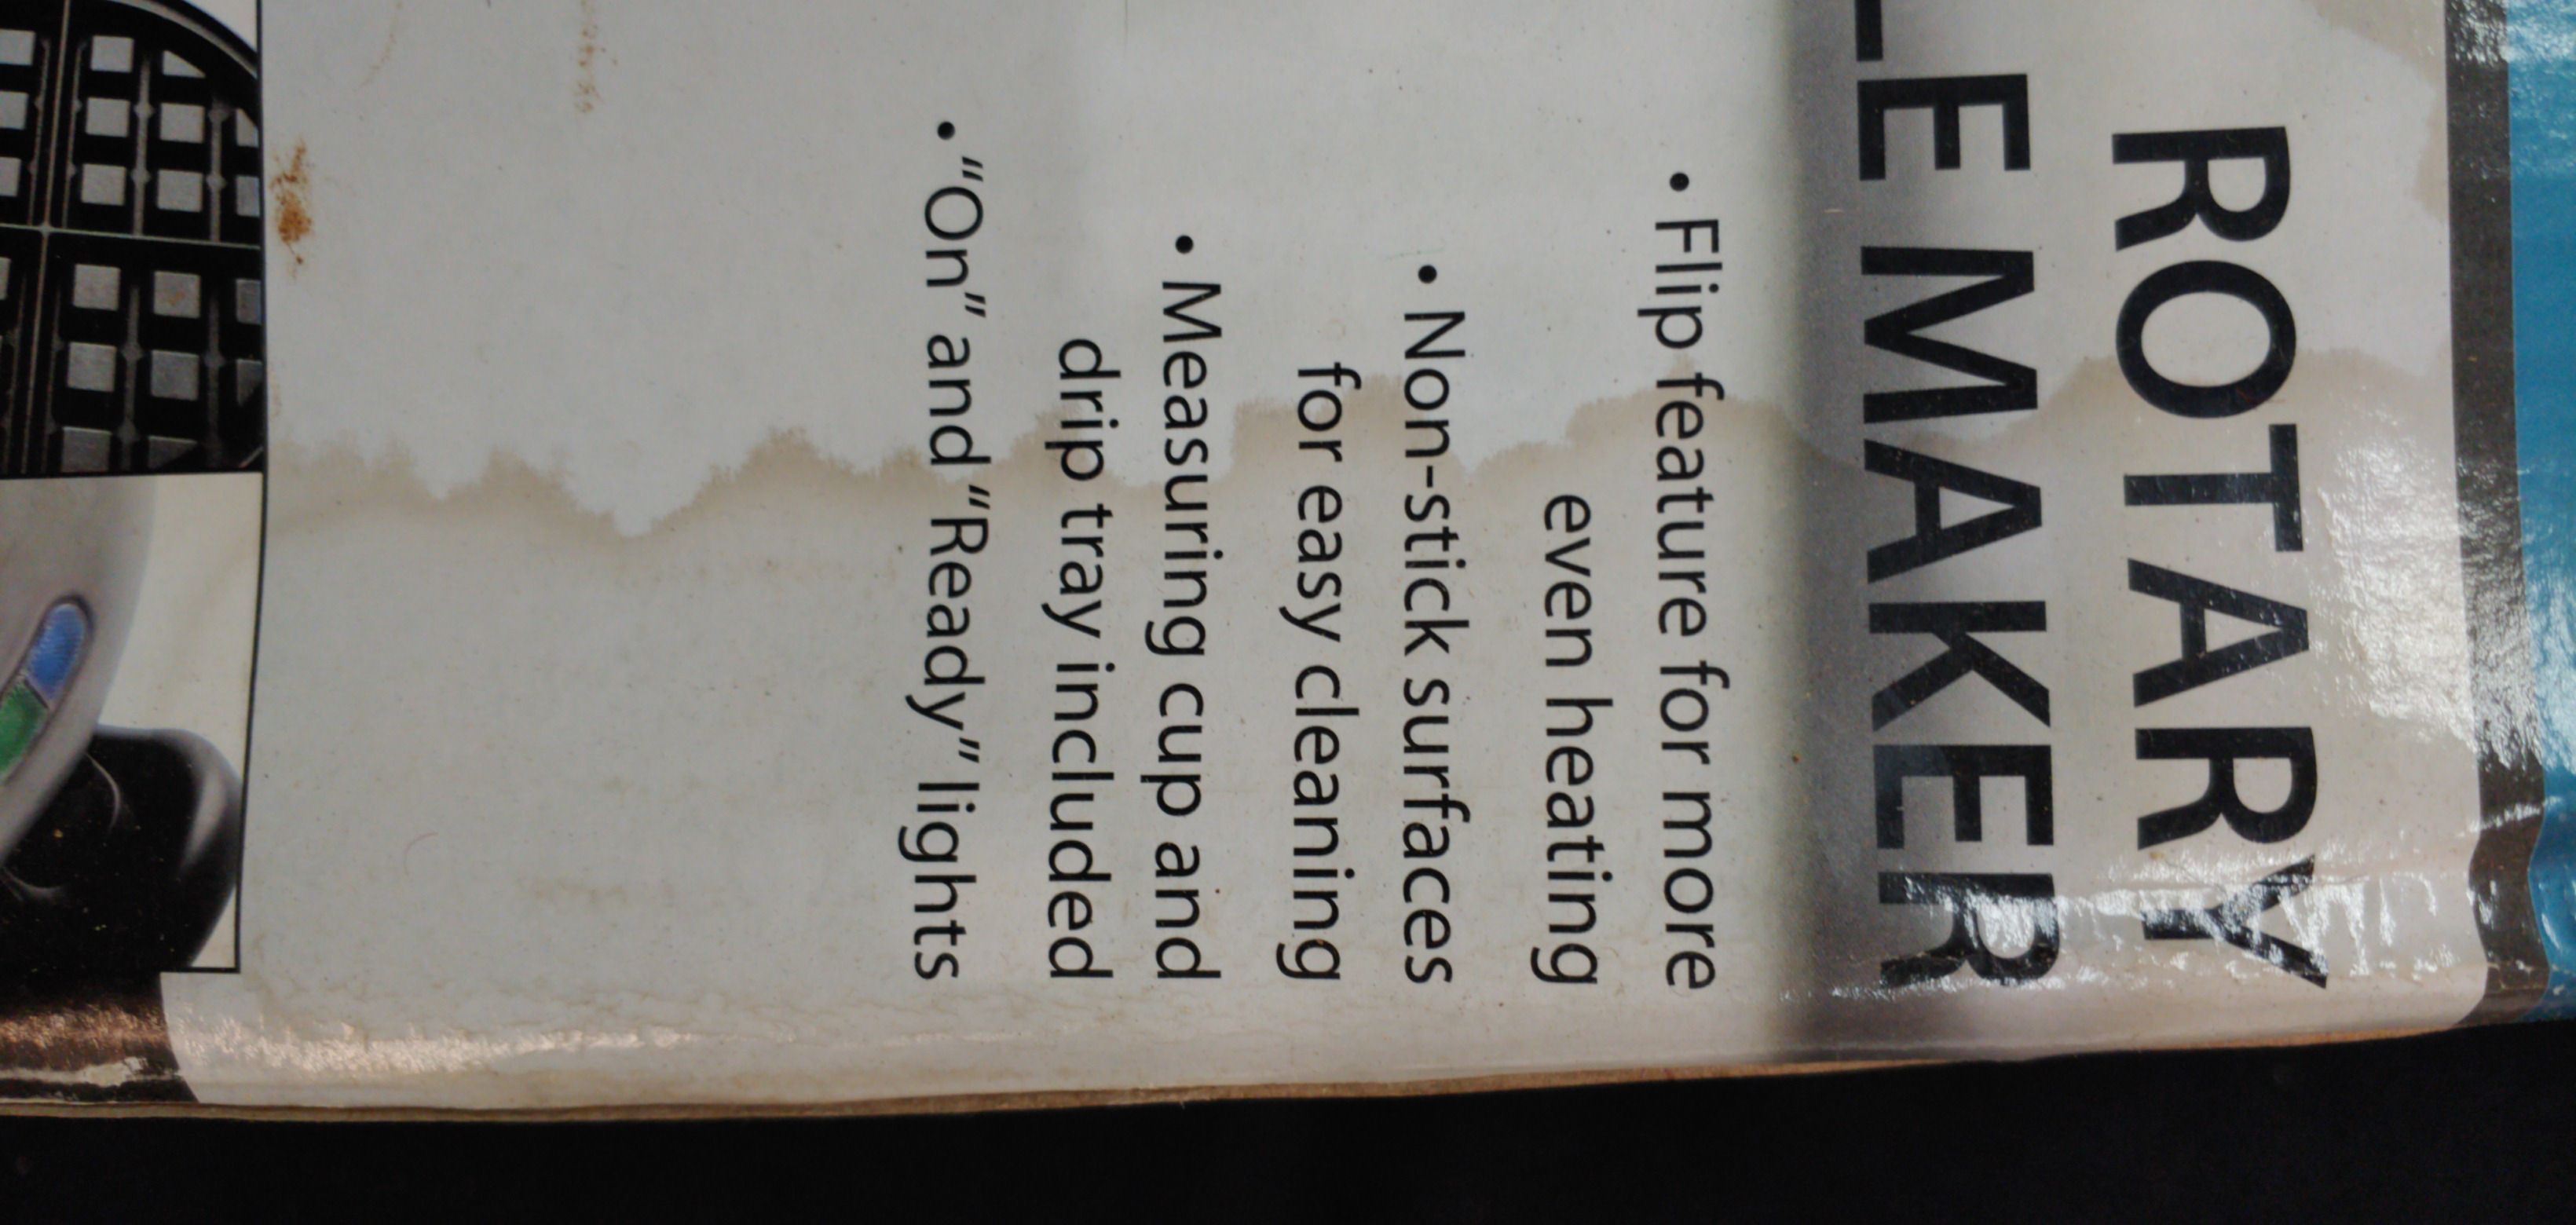 ROTARY
LE MAKER
• Flip feature for more
even heating
• Non-stick surfaces
for easy cleaning
• Measuring cup and
drip tray included
• “On” and “Ready” lights